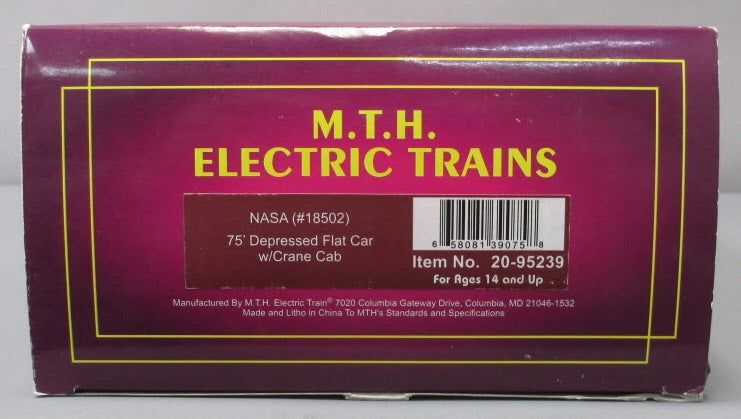 M.T.H.
ELECTRIC TRAINS
NASA (#18502)
75' Depressed Flat Car
w/Crane Cab
6 58081 39075 8
Item No. 20-95239
For Ages 14 and Up
Manufactured By M.T.H. Electric Train® 7020 Columbia Gateway Drive, Columbia, MD 21046-1532
Made and Litho in China To MTH's Standards and Specifications